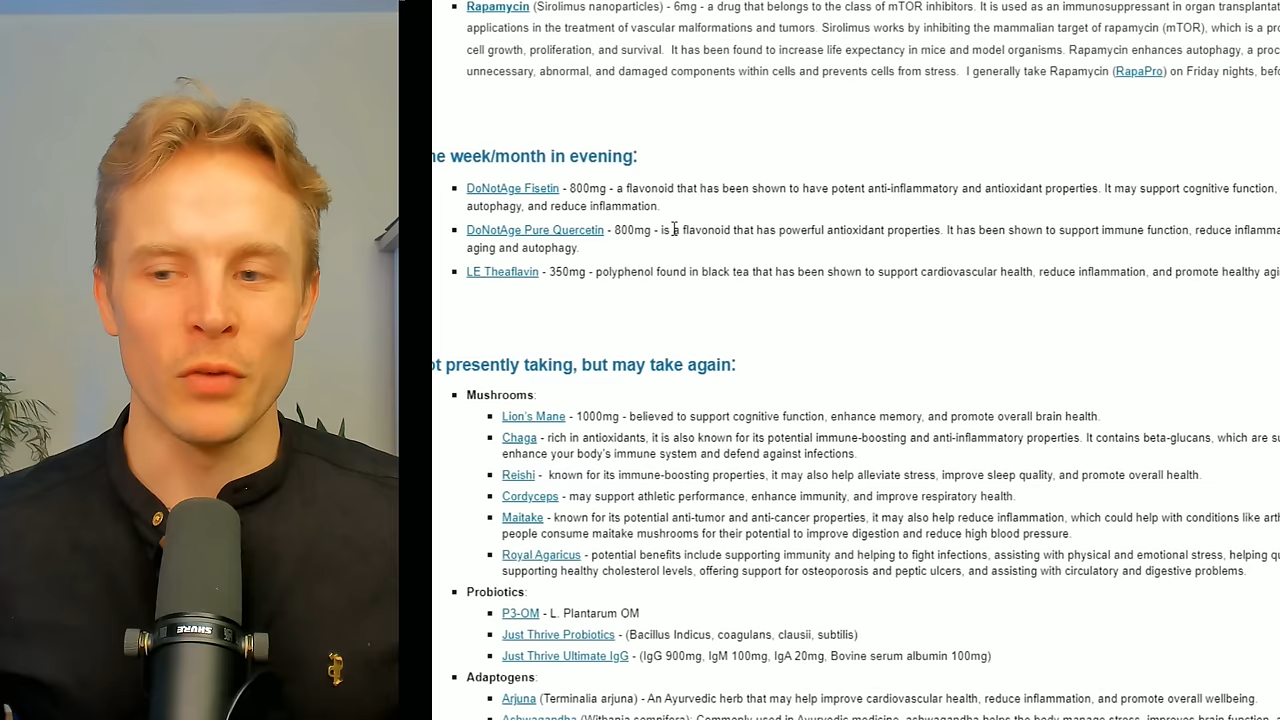 Rapamycin (Sirolimus nanoparticles) - 6mg - a drug that belongs to the class of mTOR inhibitors. It is used as an immunosuppressant in organ
applications in the treatment of vascular malformations and tumors. Sirolimus works by inhibiting the mammalian target of rapamycin (mTOR), which is a
cell growth, proliferation, and survival. It has been found to increase life expectancy in mice and model organisms. Rapamycin enhances autophagy, a
unnecessary, abnormal, and damaged components within cells and prevents cells from stress. I generally take Rapamycin (RapaPro) on Friday nights,
week/month in evening:
DoNotAge Fisetin - 800mg - a flavonoid that has been shown to have potent anti-inflammatory and antioxidant properties. It may support cognitive function,
autophagy, and reduce inflammation.
DoNotAge Pure Quercetin - 800mg - is a flavonoid that has powerful antioxidant properties. It has been shown to support immune function, reduce
aging and autophagy.
LE Theaflavin - 350mg - polyphenol found in black tea that has been shown to support cardiovascular health, reduce inflammation, and promote healthy
presently taking, but may take again:
Mushrooms:
Lion's Mane - 1000mg - believed to support cognitive function, enhance memory, and promote overall brain health.
Chaga - rich in antioxidants, it is also known for its potential immune-boosting and anti-inflammatory properties. It contains beta-glucans, which are
enhance your body's immune system and defend against infections.
Reishi - known for its immune-boosting properties, it may also help alleviate stress, improve sleep quality, and promote overall health.
Cordyceps - may support athletic performance, enhance immunity, and improve respiratory health.
Maitake - known for its potential anti-tumor and anti-cancer properties, it may also help reduce inflammation, which could help with conditions like
people consume maitake mushrooms for their potential to improve digestion and reduce high blood pressure.
Royal Agaricus - potential benefits include supporting immunity and helping to fight infections, assisting with physical and emotional stress, helping
supporting healthy cholesterol levels, offering support for osteoporosis and peptic ulcers, and assisting with circulatory and digestive problems.
Probiotics:
P3-OM - L. Plantarum OM
Just Thrive Probiotics - (Bacillus Indicus, coagulans, clausii, subtilis)
Just Thrive Ultimate IgG - (IgG 900mg, IgM 100mg, IgA 20mg, Bovine serum albumin 100mg)
Adaptogens:
Arjuna (Terminalia arjuna) - An Ayurvedic herb that may help improve cardiovascular health, reduce inflammation, and promote overall wellbeing.
SHURE